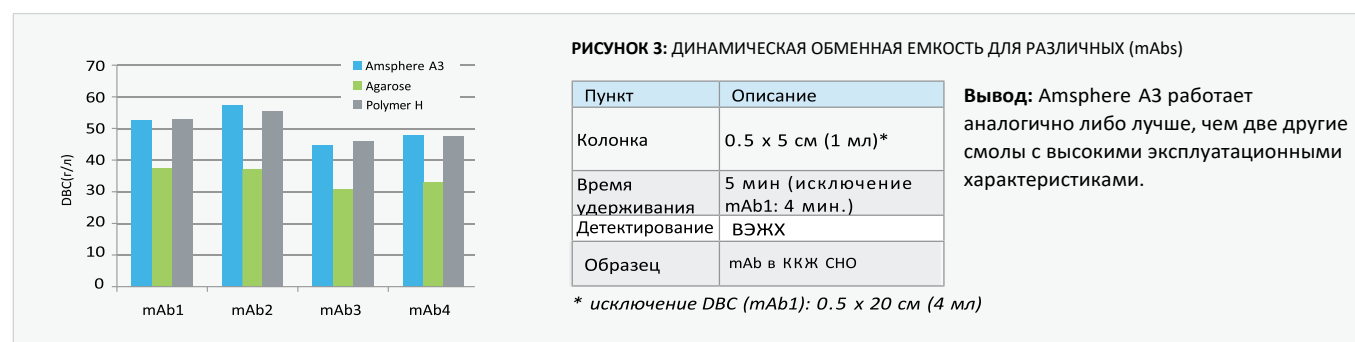 РИСУНОК 3: ДИНАМИЧЕСКАЯ ОБМЕННАЯ ЕМКОСТЬ ДЛЯ РАЗЛИЧНЫХ (mAbs)
70
60
50
40
30
20
10
0
DBC(г/л)
Amsphere A3
Agarose
Polymer H
mAb1 mAb2 mAb3 mAb4
Пункт Описание
Колонка 0.5 x 5 см (1 мл)*
Время удерживания 5 мин (исключение
mAb1: 4 мин.)
Детектирование ВЭЖХ
Образец mAb в ККЖ CHO
* исключение DBC (mAb1): 0.5 x 20 см (4 мл)
Вывод: Amsphere A3 работает
аналогично либо лучше, чем две другие
смолы с высокими эксплуатационными
характеристиками.